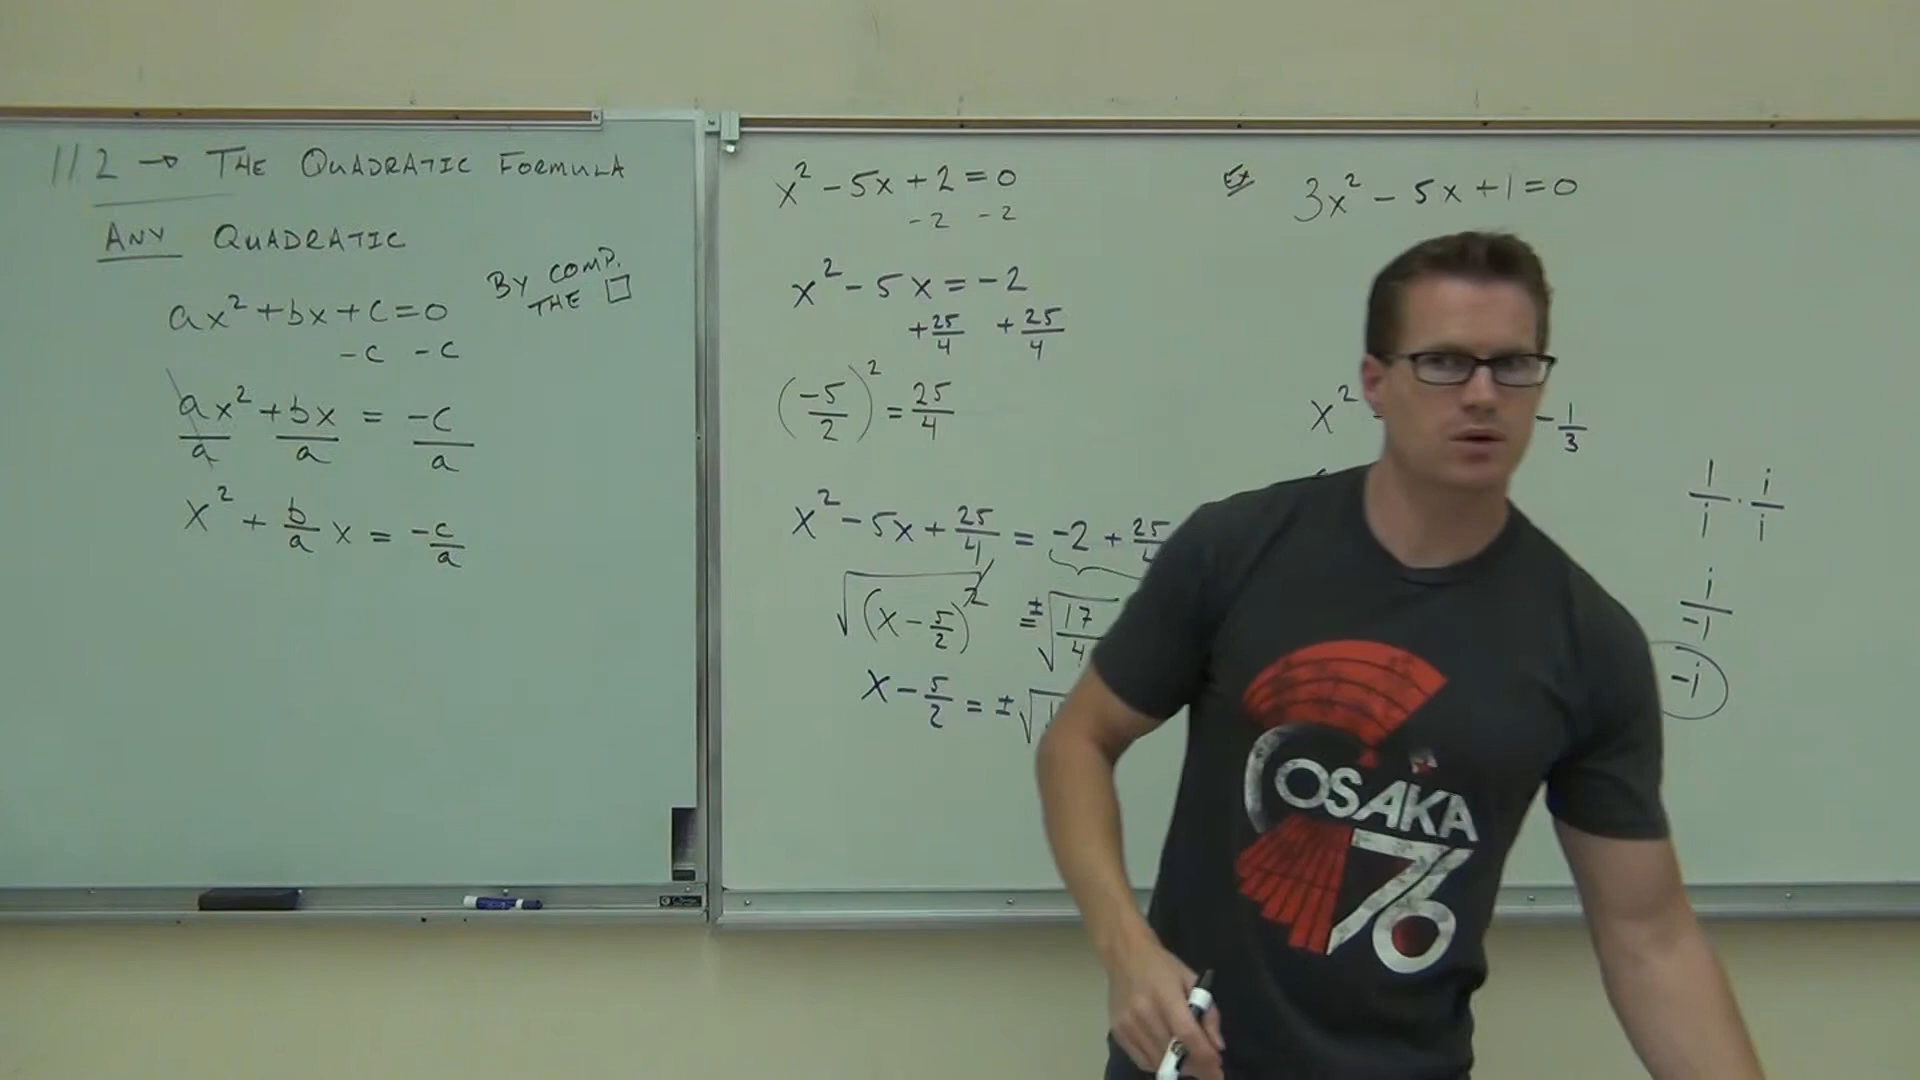 11.2 → THE QUADRATIC FORMULA
ANY QUADRATIC
BY COMP.
THE □
ax² + bx + c = 0
-c -c
ax²/a + bx/a = -c/a
x² + b/a x = -c/a
x² - 5x + 2 = 0
-2 -2
x² - 5x = -2
+25/4 +25/4
(-5/2)² = 25/4
x² - 5x + 25/4 = -2 + 25/
√(x - 5/2)² = ±√17/4
x - 5/2 = ±√
Ex 3x² - 5x + 1 = 0
x² - 1/3
1/i · i/i
i/-1
-i
OSAKA
76